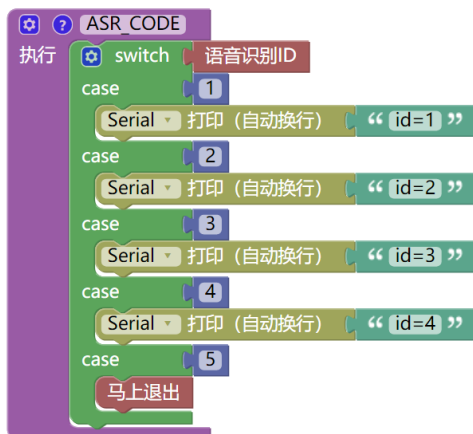 ? ASR_CODE
执行 switch 语音识别ID
case 1
Serial 打印（自动换行） “ id=1 ”
case 2
Serial 打印（自动换行） “ id=2 ”
case 3
Serial 打印（自动换行） “ id=3 ”
case 4
Serial 打印（自动换行） “ id=4 ”
case 5
马上退出